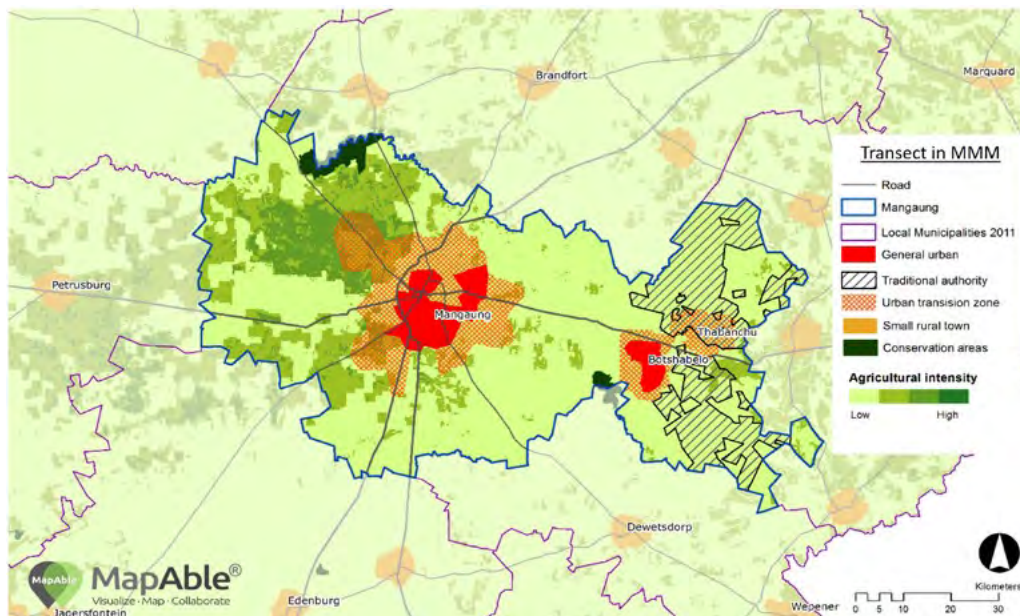 Brandfort
Marquard
Transect in MMM
Road
Mangaung
Local Municipalities 2011
General urban
Traditional authority
Urban transision zone
Small rural town
Conservation areas
Agricultural intensity
Low
High
Petrusburg
Mangaung
Thabanchu
Botshabelo
Dewetsdorp
MapAble
MapAble®
Visualize · Map · Collaborate
Jagersfontein
Edenburg
Wepener
Kilometers
0 5 10 20 30